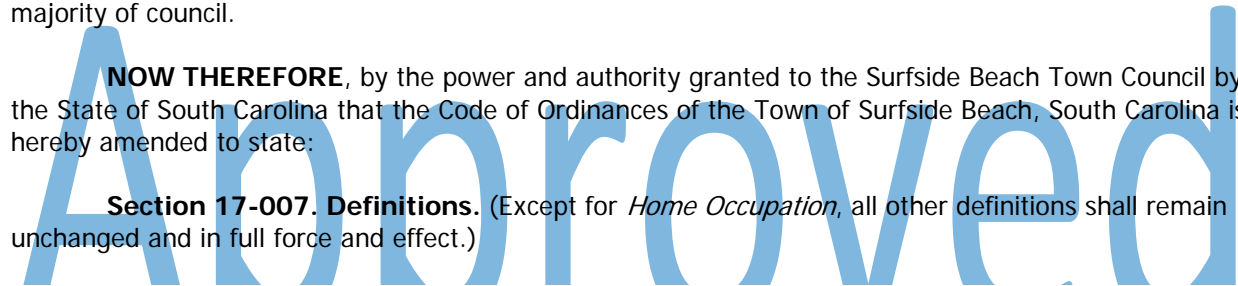 majority of council.
NOW THEREFORE, by the power and authority granted to the Surfside Beach Town Council by
the State of South Carolina that the Code of Ordinances of the Town of Surfside Beach, South Carolina is
hereby amended to state:
Section 17-007. Definitions. (Except for Home Occupation, all other definitions shall remain
unchanged and in full force and effect.)
Approved